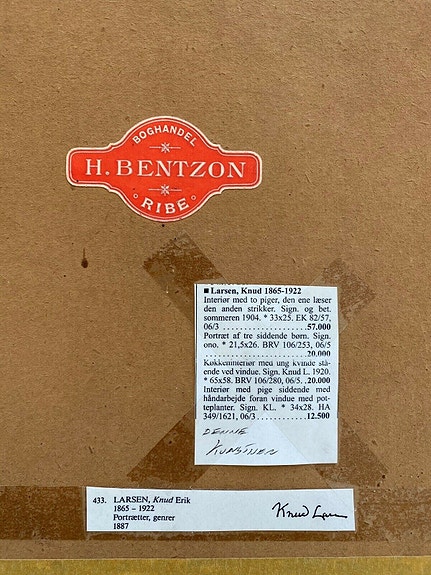 BOGHANDEL
H. BENTZON
RIBE
■ Larsen, Knud 1865-1922
Interiør med to piger, den ene læser
den anden strikker. Sign. og bet.
sommeren 1904. * 33x25. EK 82/57,
06/3 ........................57.000
Portræt af tre siddende børn. Sign.
ono. * 21,5x26. BRV 106/253, 06/5
........................20.000
Køkkeninteriør med ung kvinde stå-
ende ved vindue. Sign. Knud L. 1920.
* 65x58. BRV 106/280, 06/5. .20.000
Interiør med pige siddende med
håndarbejde foran vindue med pot-
teplanter. Sign. KL. * 34x28. HA
349/1621, 06/3..............12.500
DENNE
KUNSTNER
433. LARSEN, Knud Erik
1865 – 1922
Portrætter, genrer
1887
Knud Larsen